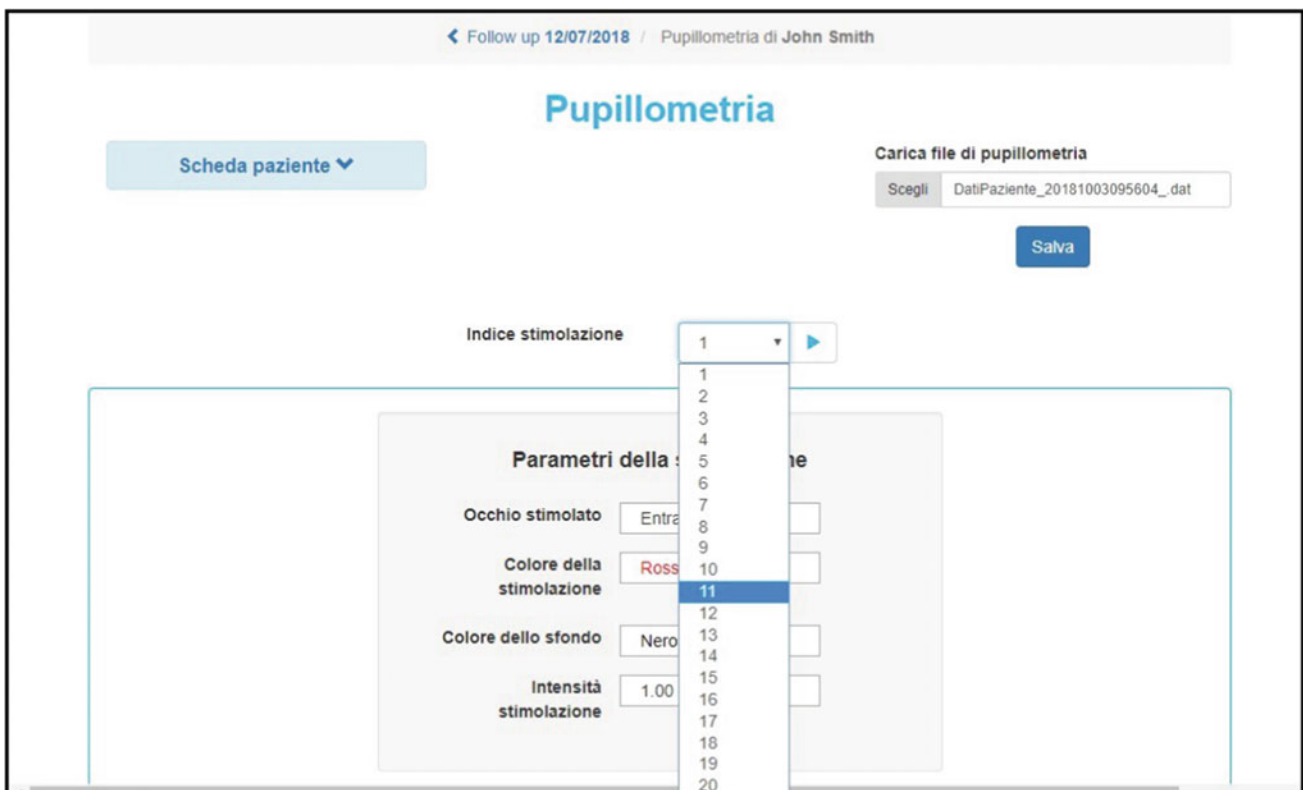 Follow up 12/07/2018 / Pupillometria di John Smith
Pupillometria
Scheda paziente
Carica file di pupillometria
Scegli DatiPaziente_20181003095604_.dat
Salva
Indice stimolazione 1
1
2
3
4
5
6
7
8
9
10
11
12
13
14
15
16
17
18
19
20
Parametri della
Occhio stimolato
Colore della
stimolazione
Colore dello sfondo Nero
Intensità
stimolazione
1.00